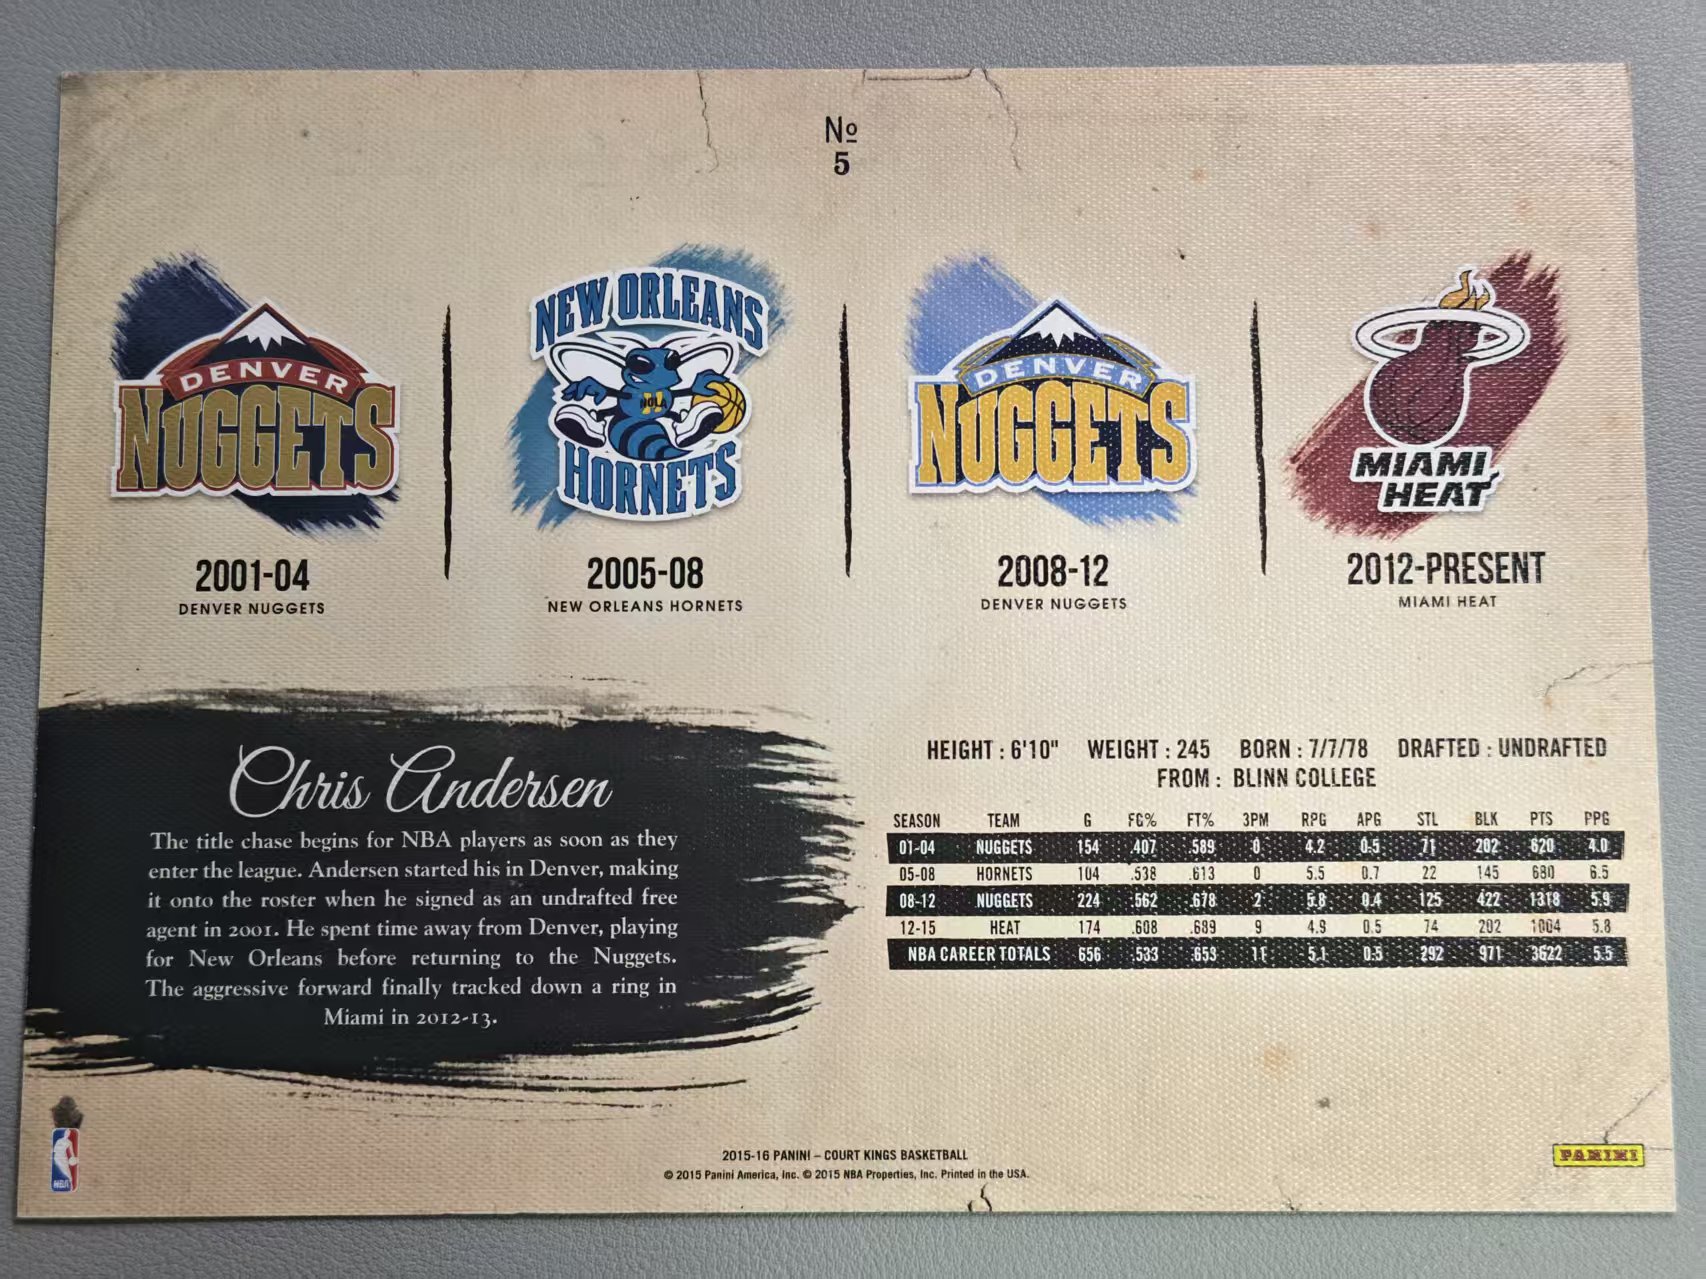 №
5
DENVER
NUGGETS
NEW ORLEANS
NOLA
HORNETS
DENVER
NUGGETS
MIAMI
HEAT
2001-04
DENVER NUGGETS
2005-08
NEW ORLEANS HORNETS
2008-12
DENVER NUGGETS
2012-PRESENT
MIAMI HEAT
Chris Andersen
The title chase begins for NBA players as soon as they
enter the league. Andersen started his in Denver, making
it onto the roster when he signed as an undrafted free
agent in 2001. He spent time away from Denver, playing
for New Orleans before returning to the Nuggets.
The aggressive forward finally tracked down a ring in
Miami in 2012-13.
HEIGHT : 6'10" WEIGHT : 245 BORN : 7/7/78 DRAFTED : UNDRAFTED
FROM : BLINN COLLEGE
SEASON TEAM G FG% FT% 3PM RPG APG STL BLK PTS PPG
01-04 NUGGETS 154 .407 .589 0 4.2 0.5 71 202 620 4.0
05-08 HORNETS 104 .538 .613 0 5.5 0.7 22 145 680 6.5
08-12 NUGGETS 224 .562 .678 2 5.8 0.4 125 422 1318 5.9
12-15 HEAT 174 .608 .689 9 4.9 0.5 74 202 1004 5.8
NBA CAREER TOTALS 656 .533 .653 11 5.1 0.5 292 971 3622 5.5
NBA
2015-16 PANINI – COURT KINGS BASKETBALL
© 2015 Panini America, Inc. © 2015 NBA Properties, Inc. Printed in the USA.
PANINI